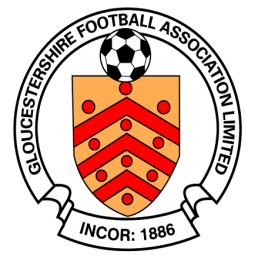 GLOUCESTERSHIRE FOOTBALL ASSOCIATION LIMITED
INCOR: 1886